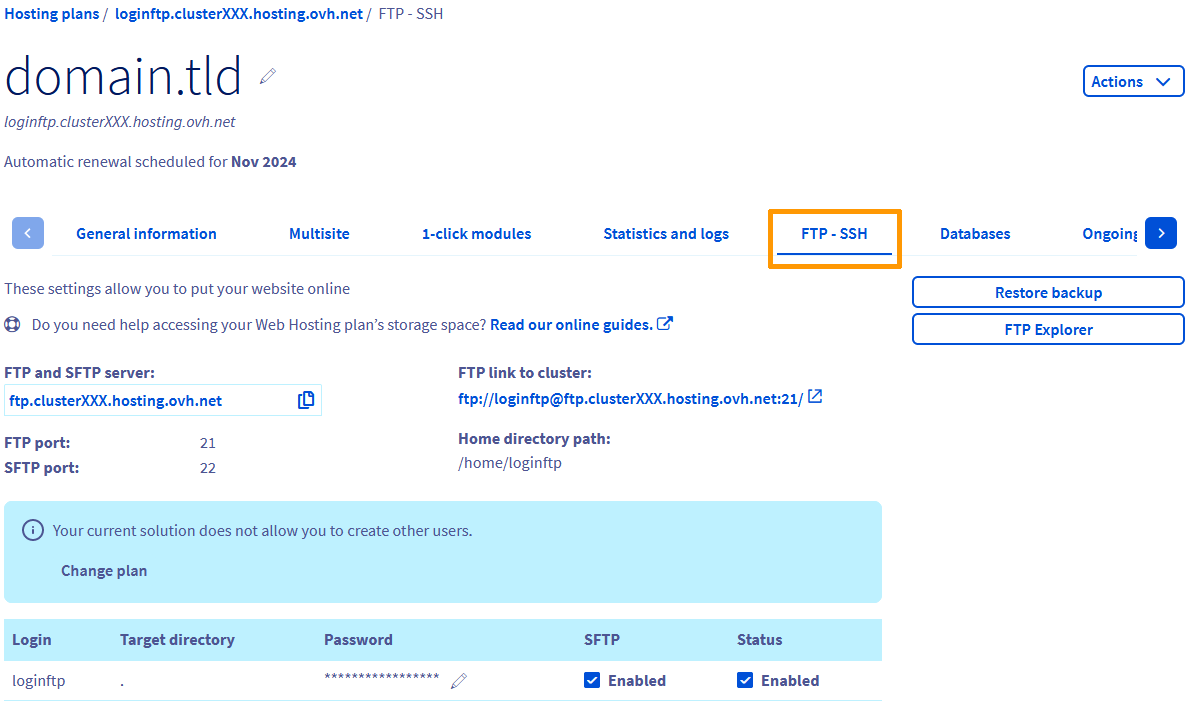 Hosting plans / loginftp.clusterXXX.hosting.ovh.net / FTP - SSH
domain.tld
Actions
loginftp.clusterXXX.hosting.ovh.net
Automatic renewal scheduled for Nov 2024
General information Multisite 1-click modules Statistics and logs FTP - SSH Databases Ongoing
These settings allow you to put your website online
Restore backup
Do you need help accessing your Web Hosting plan’s storage space? Read our online guides.
FTP Explorer
FTP and SFTP server:
ftp.clusterXXX.hosting.ovh.net
FTP link to cluster:
ftp://loginftp@ftp.clusterXXX.hosting.ovh.net:21/
FTP port: 21
SFTP port: 22
Home directory path:
/home/loginftp
Your current solution does not allow you to create other users.
Change plan
Login Target directory Password SFTP Status
loginftp . ***************** Enabled Enabled